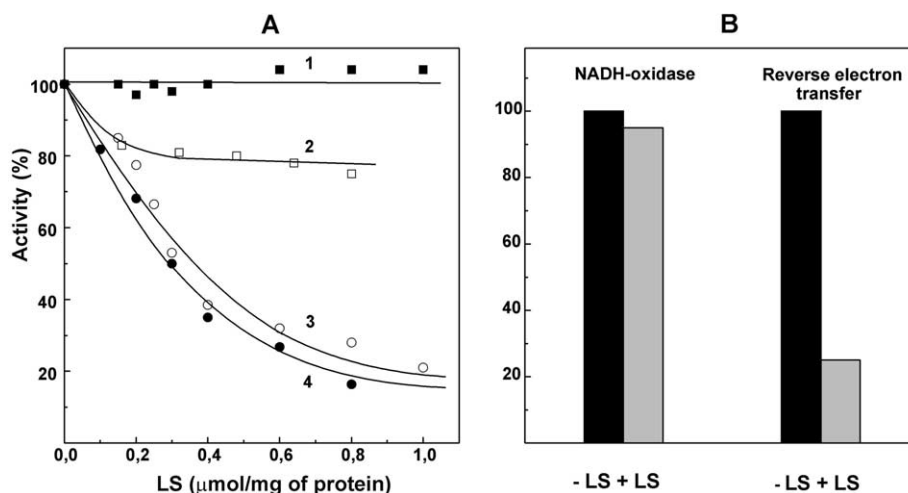 A
B
1
2
3
4
100
80
60
40
20
0,0
0,2
0,4
0,6
0,8
1,0
Activity (%)
LS (μmol/mg of protein)
NADH-oxidase
Reverse electron
transfer
100
80
60
40
20
- LS + LS
- LS + LS